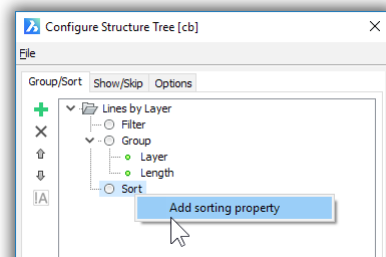 Configure Structure Tree [cb]
File
Group/Sort Show/Skip Options
Lines by Layer
Filter
Group
Layer
Length
Sort
Add sorting property
!A